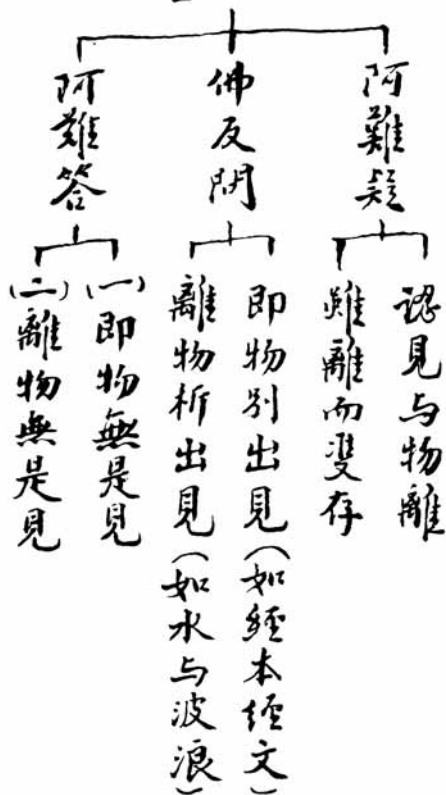 阿難疑
認見与物離
雖離而雙存
佛反問
即物別出見(如經本經文)
離物析出見(如水与波浪)
阿難答
(一)即物無是見
(二)離物無是見